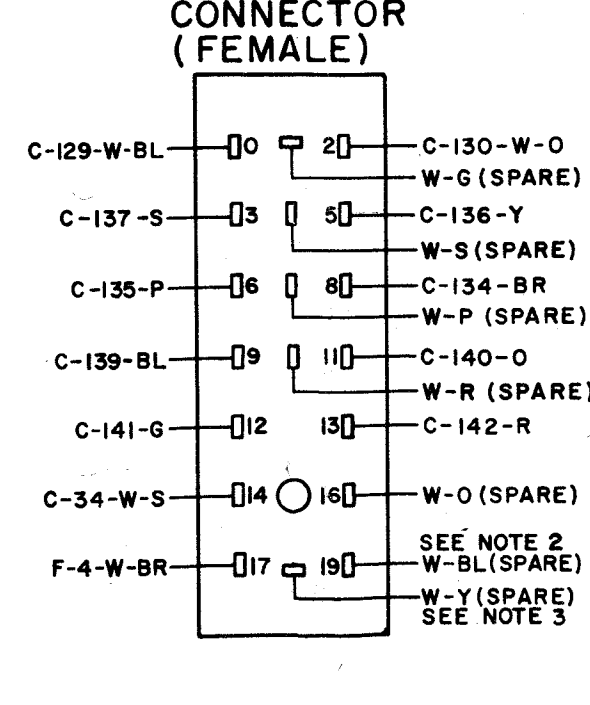 CONNECTOR
(FEMALE)
C-129-W-BL 0 2 C-130-W-O
W-G (SPARE)
C-137-S 3 5 C-136-Y
W-S (SPARE)
C-135-P 6 8 C-134-BR
W-P (SPARE)
C-139-BL 9 11 C-140-O
W-R (SPARE)
C-141-G 12 13 C-142-R
C-34-W-S 14 16 W-O (SPARE)
SEE NOTE 2
F-4-W-BR 17 19 W-BL (SPARE)
W-Y (SPARE)
SEE NOTE 3